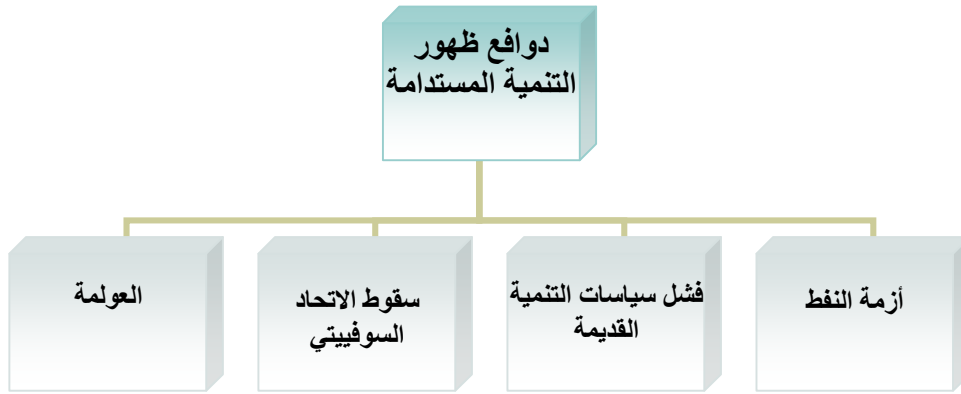 دوافع ظهور
التنمية المستدامة
أزمة النفط
فشل سياسات التنمية
القديمة
سقوط الاتحاد
السوفييتي
العولمة